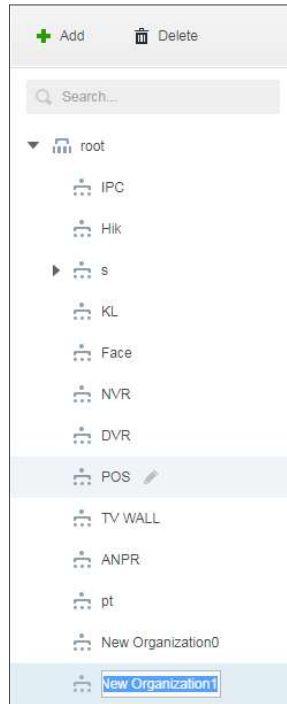 Add Delete
Search...
root
IPC
Hik
s
KL
Face
NVR
DVR
POS
TV WALL
ANPR
pt
New Organization0
New Organization1